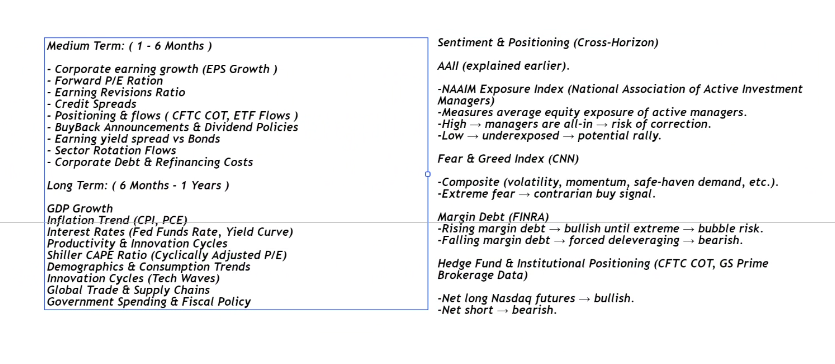 Medium Term: ( 1 - 6 Months )
- Corporate earning growth (EPS Growth )
- Forward P/E Ration
- Earning Revisions Ratio
- Credit Spreads
- Positioning & flows ( CFTC COT, ETF Flows )
- BuyBack Announcements & Dividend Policies
- Earning yield spread vs Bonds
- Sector Rotation Flows
- Corporate Debt & Refinancing Costs
Long Term: ( 6 Months - 1 Years )
GDP Growth
Inflation Trend (CPI, PCE)
Interest Rates (Fed Funds Rate, Yield Curve)
Productivity & Innovation Cycles
Shiller CAPE Ratio (Cyclically Adjusted P/E)
Demographics & Consumption Trends
Innovation Cycles (Tech Waves)
Global Trade & Supply Chains
Government Spending & Fiscal Policy
Sentiment & Positioning (Cross-Horizon)
AAII (explained earlier).
-NAAIM Exposure Index (National Association of Active Investment
Managers)
-Measures average equity exposure of active managers.
-High → managers are all-in → risk of correction.
-Low → underexposed → potential rally.
Fear & Greed Index (CNN)
-Composite (volatility, momentum, safe-haven demand, etc.).
-Extreme fear → contrarian buy signal.
Margin Debt (FINRA)
-Rising margin debt → bullish until extreme → bubble risk.
-Falling margin debt → forced deleveraging → bearish.
Hedge Fund & Institutional Positioning (CFTC COT, GS Prime
Brokerage Data)
-Net long Nasdaq futures → bullish.
-Net short → bearish.